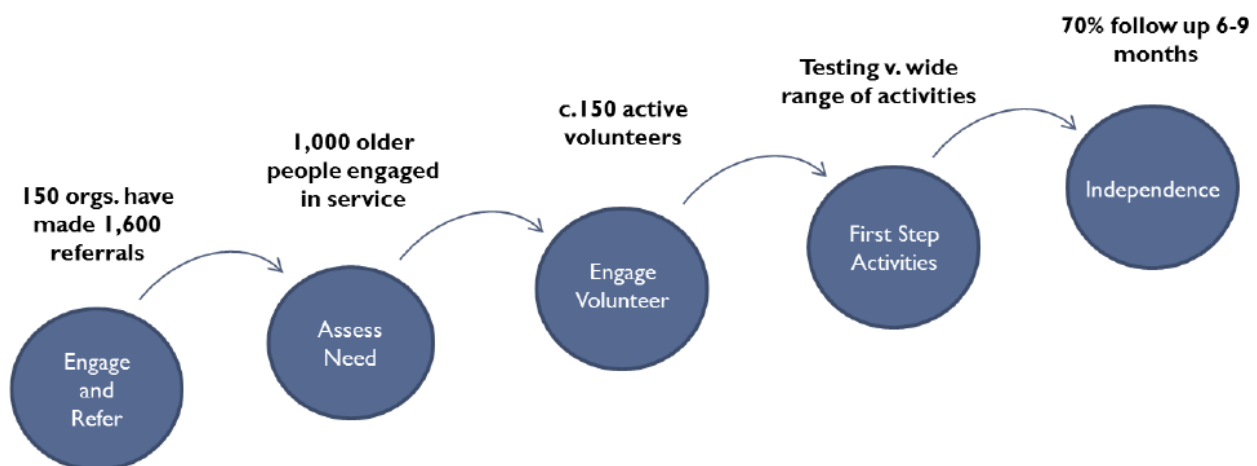 150 orgs. have
made 1,600
referrals
Engage
and
Refer
1,000 older
people engaged
in service
Assess
Need
c.150 active
volunteers
Engage
Volunteer
Testing v. wide
range of activities
First Step
Activities
70% follow up 6-9
months
Independence